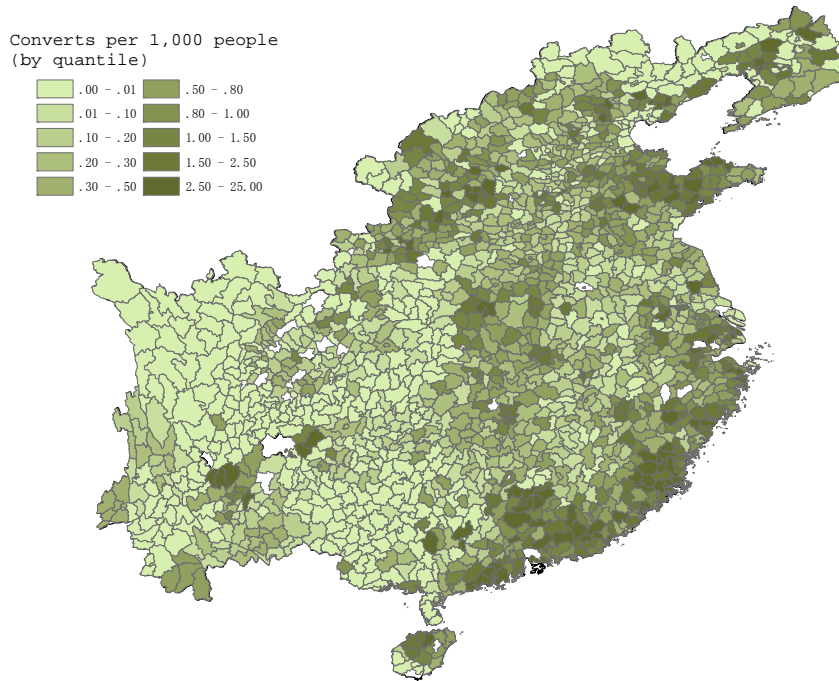 Converts per 1,000 people
(by quantile)
.00 - .01 .50 - .80
.01 - .10 .80 - 1.00
.10 - .20 1.00 - 1.50
.20 - .30 1.50 - 2.50
.30 - .50 2.50 - 25.00